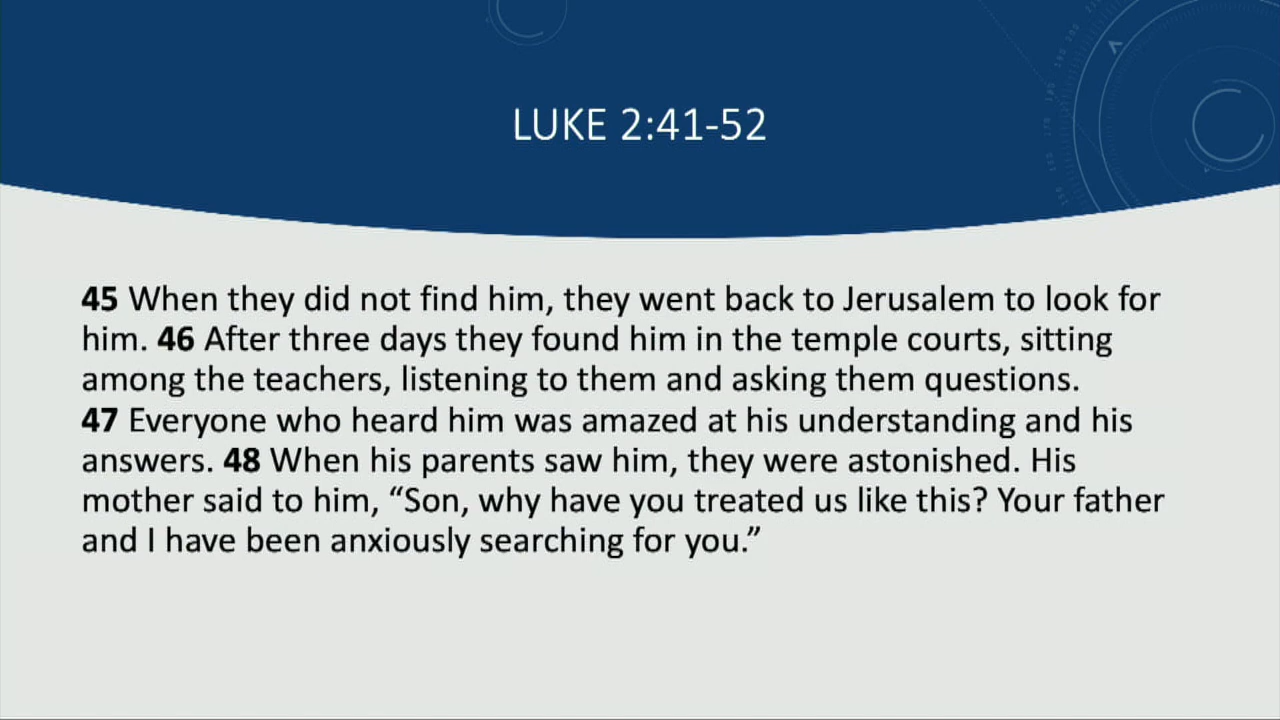 LUKE 2:41-52
45 When they did not find him, they went back to Jerusalem to look for
him. 46 After three days they found him in the temple courts, sitting
among the teachers, listening to them and asking them questions.
47 Everyone who heard him was amazed at his understanding and his
answers. 48 When his parents saw him, they were astonished. His
mother said to him, “Son, why have you treated us like this? Your father
and I have been anxiously searching for you.”